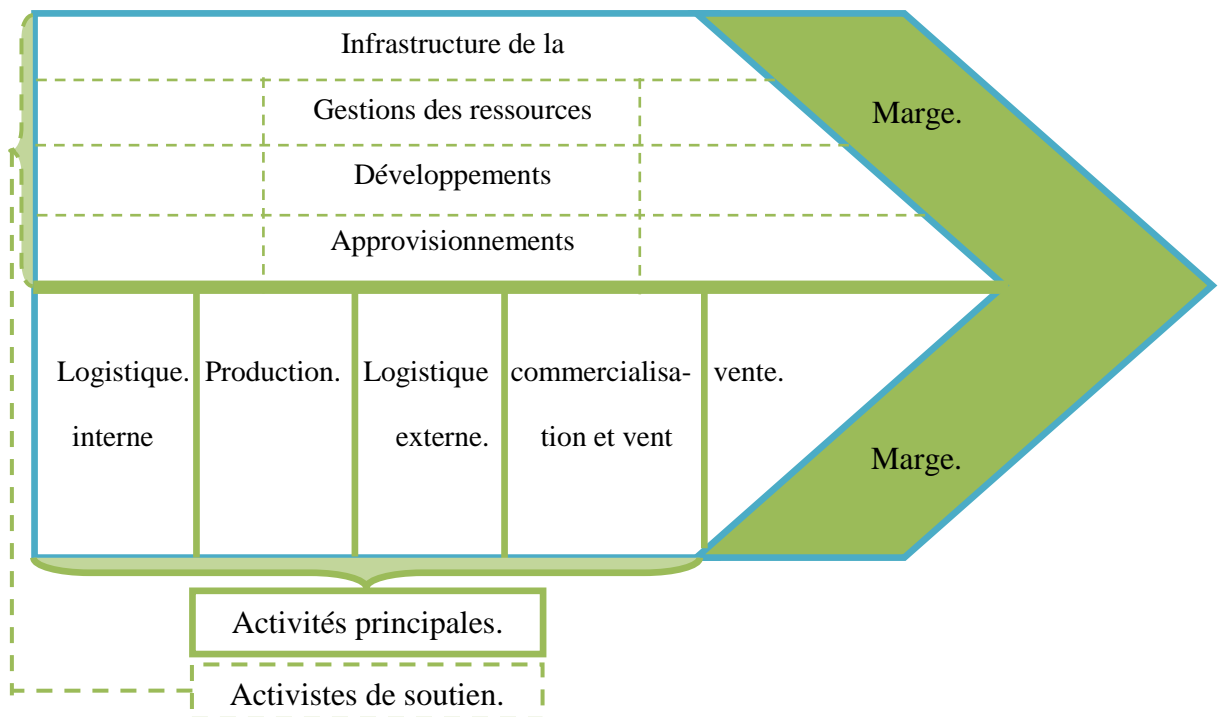 Infrastructure de la
Gestions des ressources
Marge.
Développements
Approvisionnements
Logistique.
interne
Production.
Logistique
externe.
commercialisa-
tion et vent
vente.
Marge.
Activités principales.
Activistes de soutien.